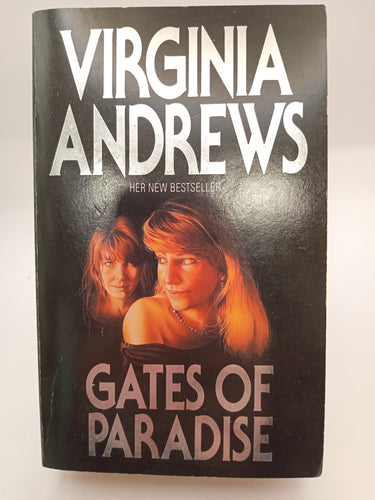 VIRGINIA
ANDREWS
HER NEW BESTSELLER
GATES OF
PARADISE